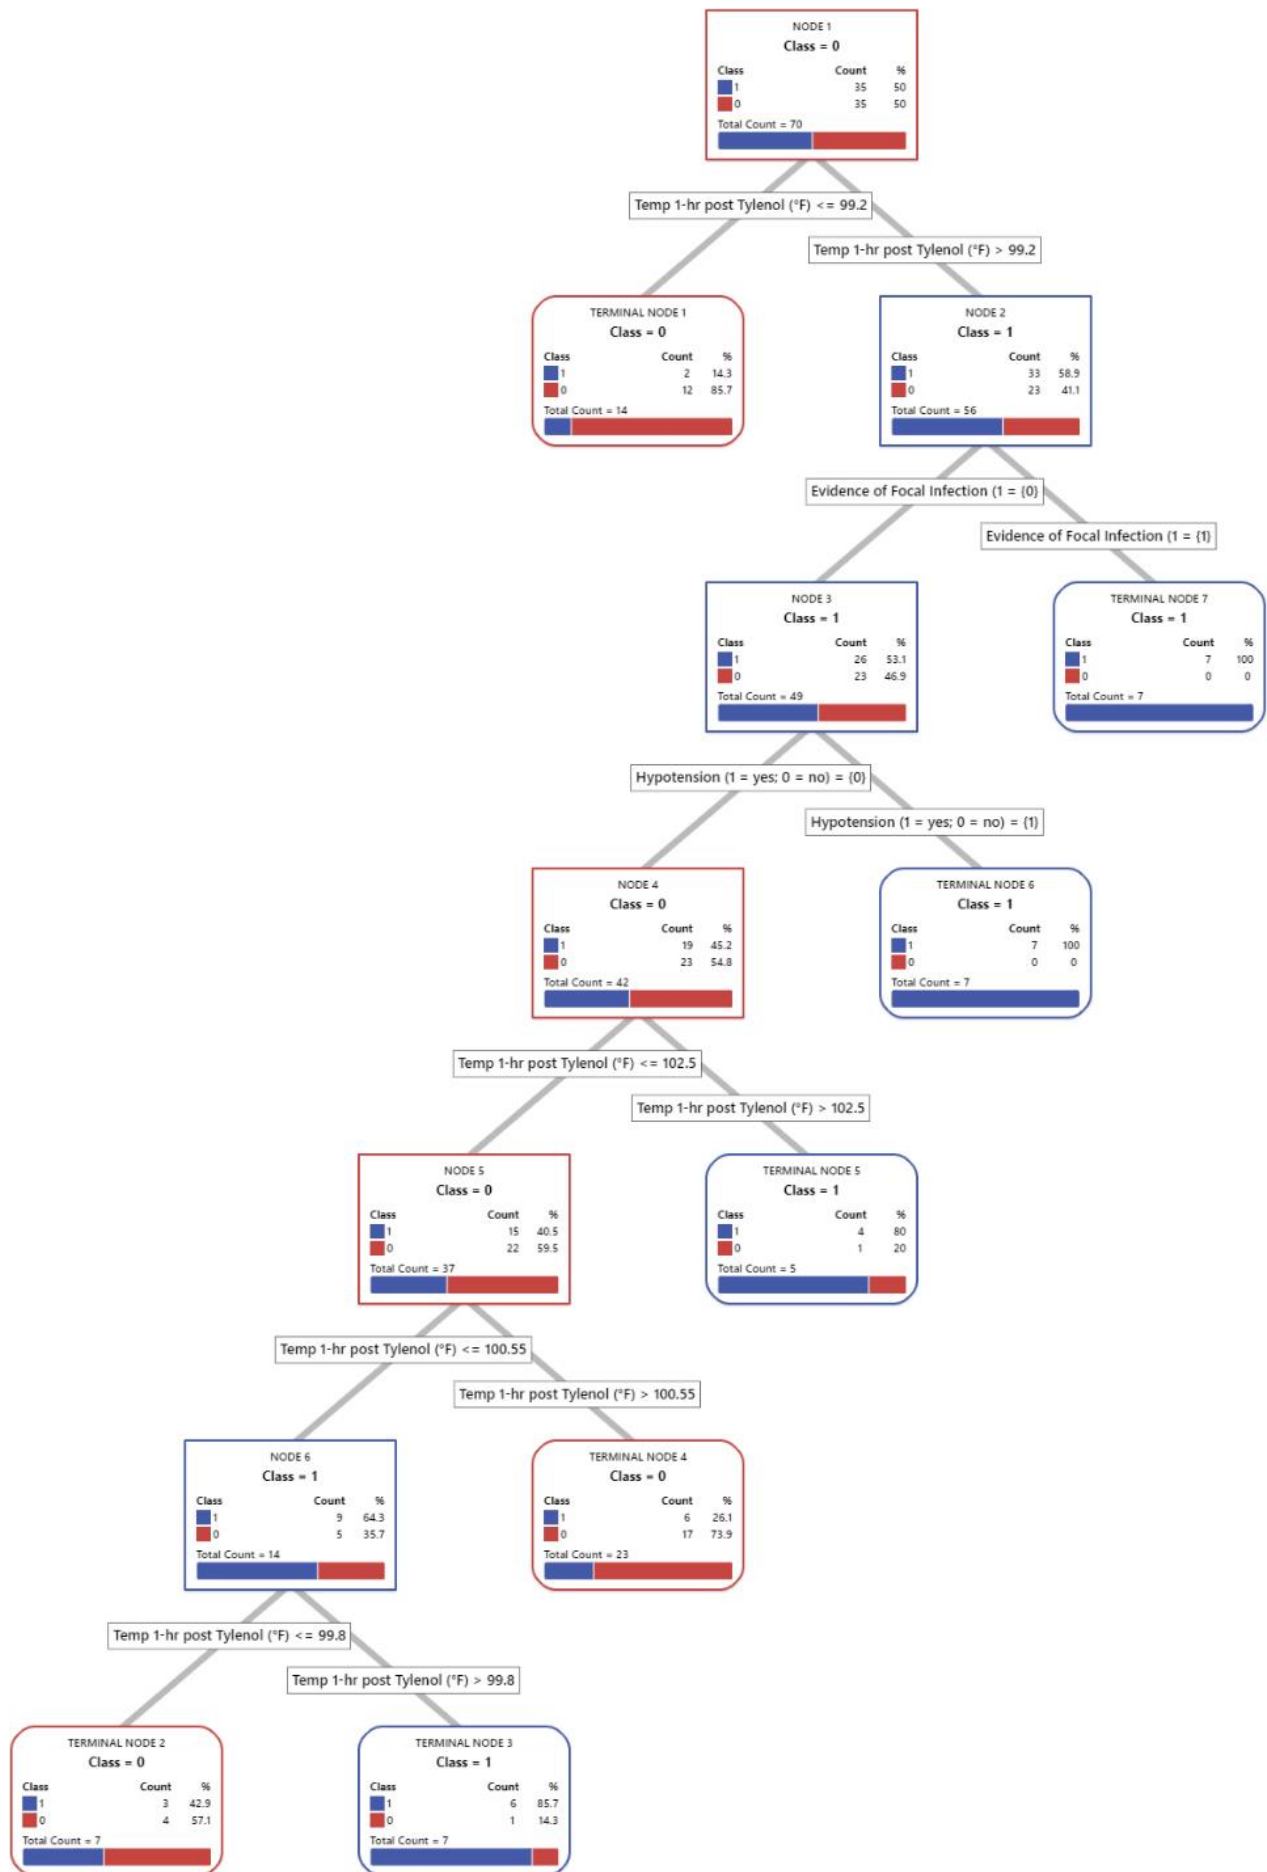 NODE 1
Class = 0
Class Count %
1 35 50
0 35 50
Total Count = 70
Temp 1-hr post Tylenol (°F) <= 99.2
Temp 1-hr post Tylenol (°F) > 99.2
TERMINAL NODE 1
Class = 0
Class Count %
1 2 14.3
0 12 85.7
Total Count = 14
NODE 2
Class = 1
Class Count %
1 33 58.9
0 23 41.1
Total Count = 56
Evidence of Focal Infection (1 = {0}
Evidence of Focal Infection (1 = {1}
NODE 3
Class = 1
Class Count %
1 26 53.1
0 23 46.9
Total Count = 49
TERMINAL NODE 7
Class = 1
Class Count %
1 7 100
0 0 0
Total Count = 7
Hypotension (1 = yes; 0 = no) = {0}
Hypotension (1 = yes; 0 = no) = {1}
NODE 4
Class = 0
Class Count %
1 19 45.2
0 23 54.8
Total Count = 42
TERMINAL NODE 6
Class = 1
Class Count %
1 7 100
0 0 0
Total Count = 7
Temp 1-hr post Tylenol (°F) <= 102.5
Temp 1-hr post Tylenol (°F) > 102.5
NODE 5
Class = 0
Class Count %
1 15 40.5
0 22 59.5
Total Count = 37
TERMINAL NODE 5
Class = 1
Class Count %
1 4 80
0 1 20
Total Count = 5
Temp 1-hr post Tylenol (°F) <= 100.55
Temp 1-hr post Tylenol (°F) > 100.55
NODE 6
Class = 1
Class Count %
1 9 64.3
0 5 35.7
Total Count = 14
TERMINAL NODE 4
Class = 0
Class Count %
1 6 26.1
0 17 73.9
Total Count = 23
Temp 1-hr post Tylenol (°F) <= 99.8
Temp 1-hr post Tylenol (°F) > 99.8
TERMINAL NODE 2
Class = 0
Class Count %
1 3 42.9
0 4 57.1
Total Count = 7
TERMINAL NODE 3
Class = 1
Class Count %
1 6 85.7
0 1 14.3
Total Count = 7